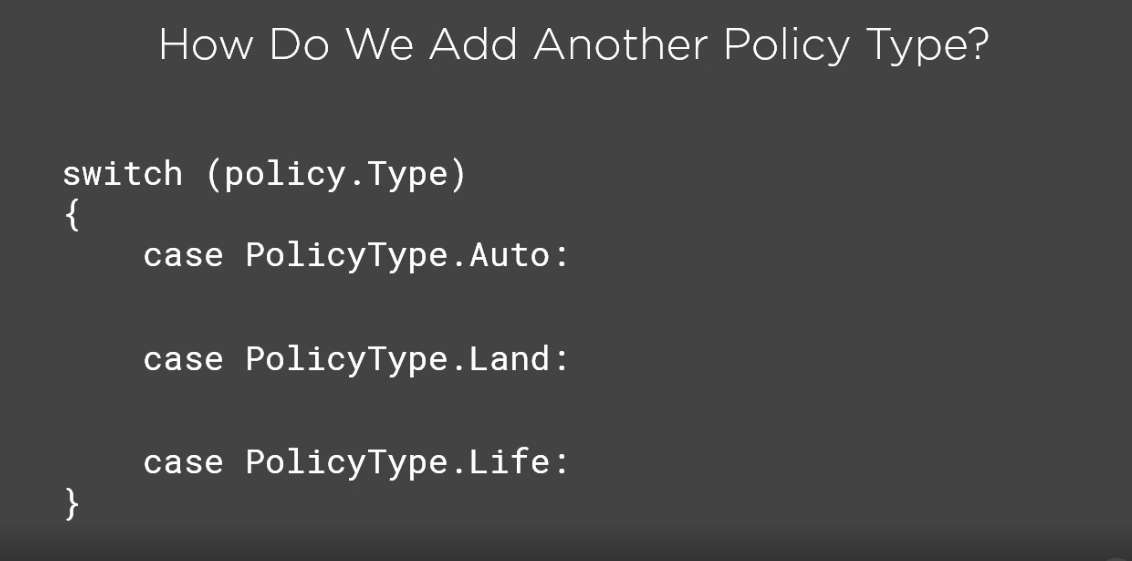 How Do We Add Another Policy Type?
switch (policy.Type)
{
    case PolicyType.Auto:
    case PolicyType.Land:
    case PolicyType.Life:
}